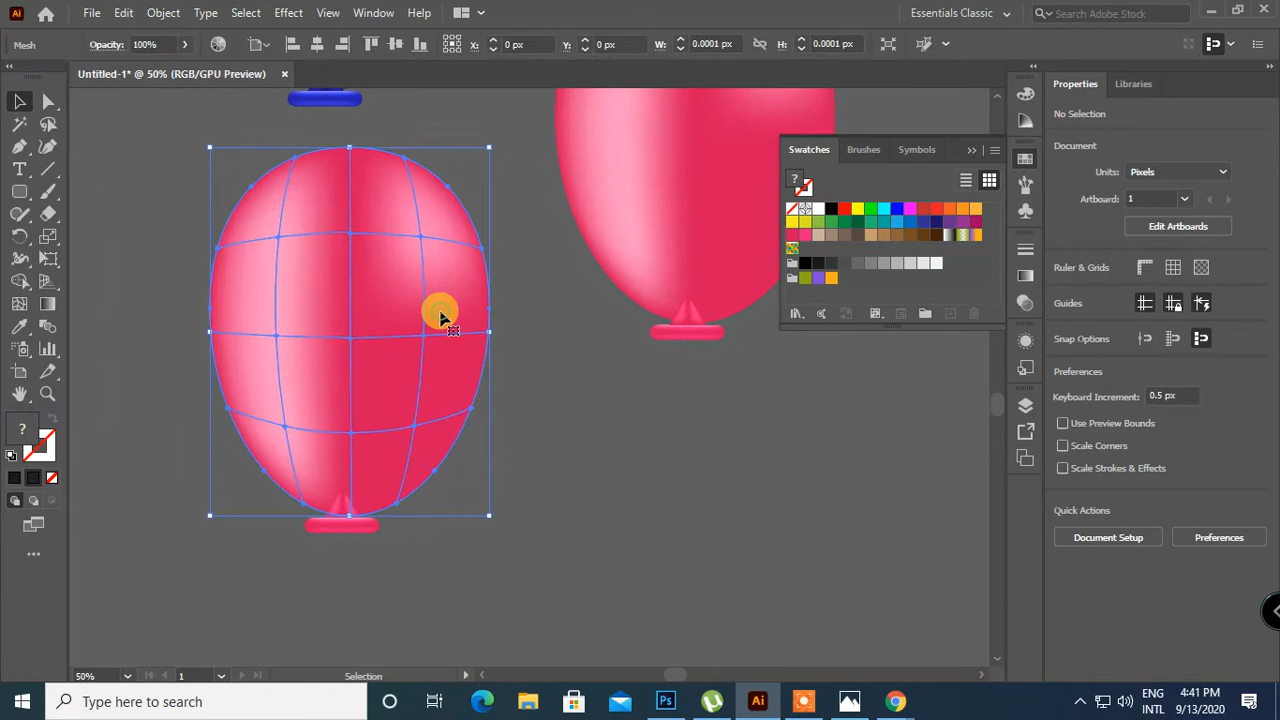 Ai File Edit Object Type Select Effect View Window Help Essentials Classic Search Adobe Stock
Mesh Opacity: 100% X: 0 px Y: 0 px W: 0.0001 px H: 0.0001 px
Untitled-1* @ 50% (RGB/GPU Preview)
Properties Libraries
No Selection
Document
Units: Pixels
Artboard: 1
Edit Artboards
Ruler & Grids
Guides
Snap Options
Preferences
Keyboard Increment: 0.5 px
Use Preview Bounds
Scale Corners
Scale Strokes & Effects
Quick Actions
Document Setup Preferences
Swatches Brushes Symbols
?
?
50% 1 Selection
Type here to search
Ps Ai
ENG
INTL
4:41 PM
9/13/2020